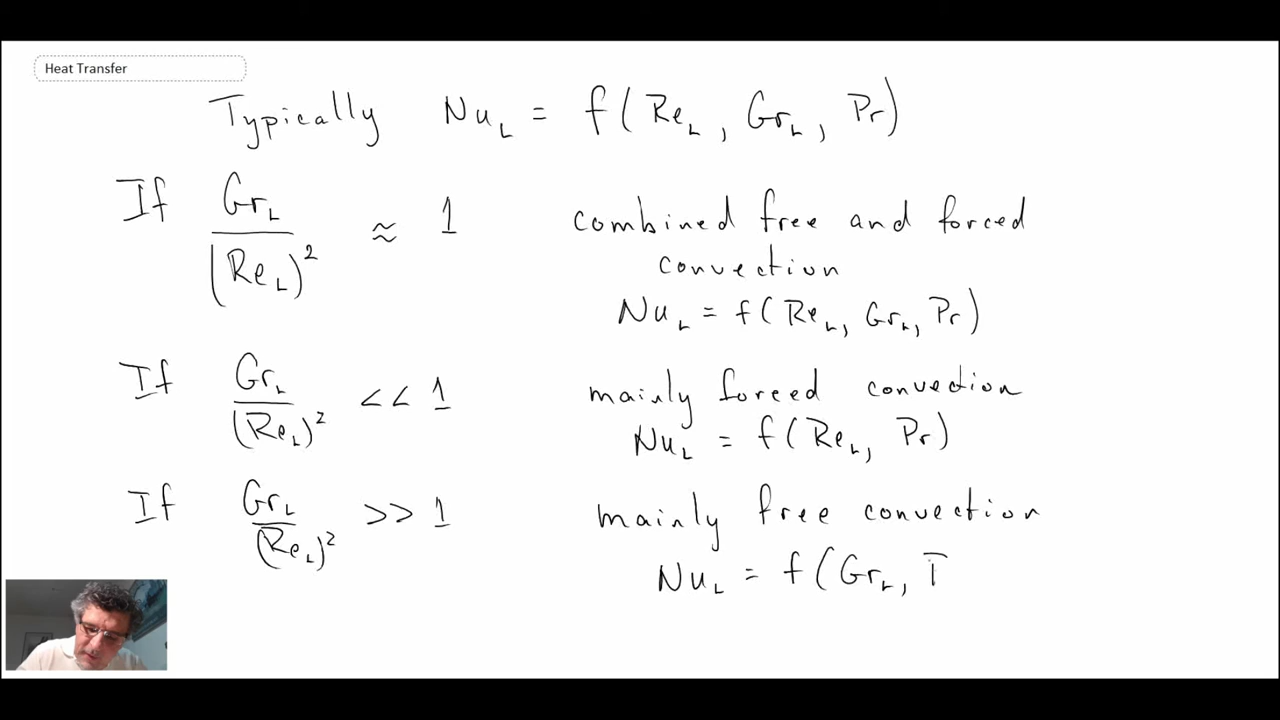 Heat Transfer
Typically Nu_L = f(Re_L, Gr_L, Pr)
If Gr_L / (Re_L)² ≈ 1 combined free and forced
convection
Nu_L = f(Re_L, Gr_L, Pr)
If Gr_L / (Re_L)² << 1 mainly forced convection
Nu_L = f(Re_L, Pr)
If Gr_L / (Re_L)² >> 1 mainly free convection
Nu_L = f(Gr_L,